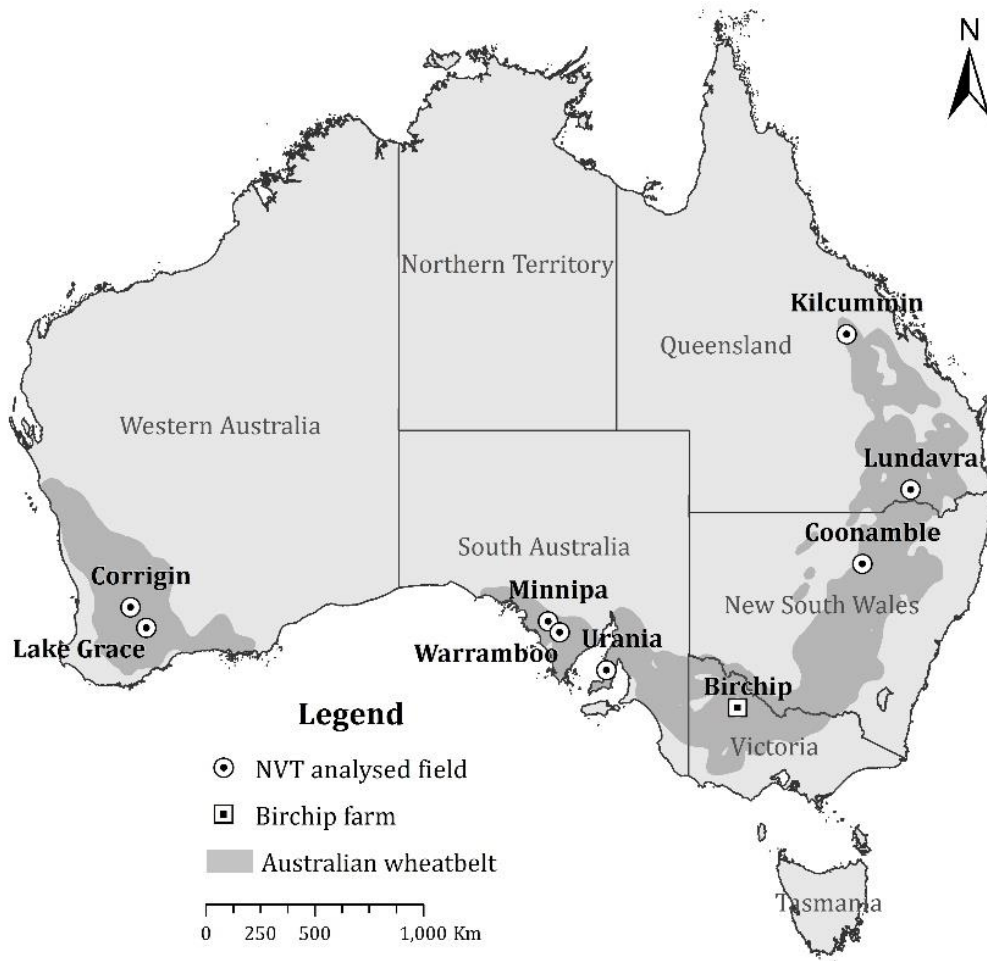 N
Northern Territory
Kilcummin
Queensland
Western Australia
Lundavra
South Australia
Coonamble
Corrigin
Minnipa
New South Wales
Lake Grace
Warramboo
Urania
Birchip
Legend
Victoria
NVT analysed field
Birchip farm
Australian wheatbelt
Tasmania
0 250 500 1,000 Km